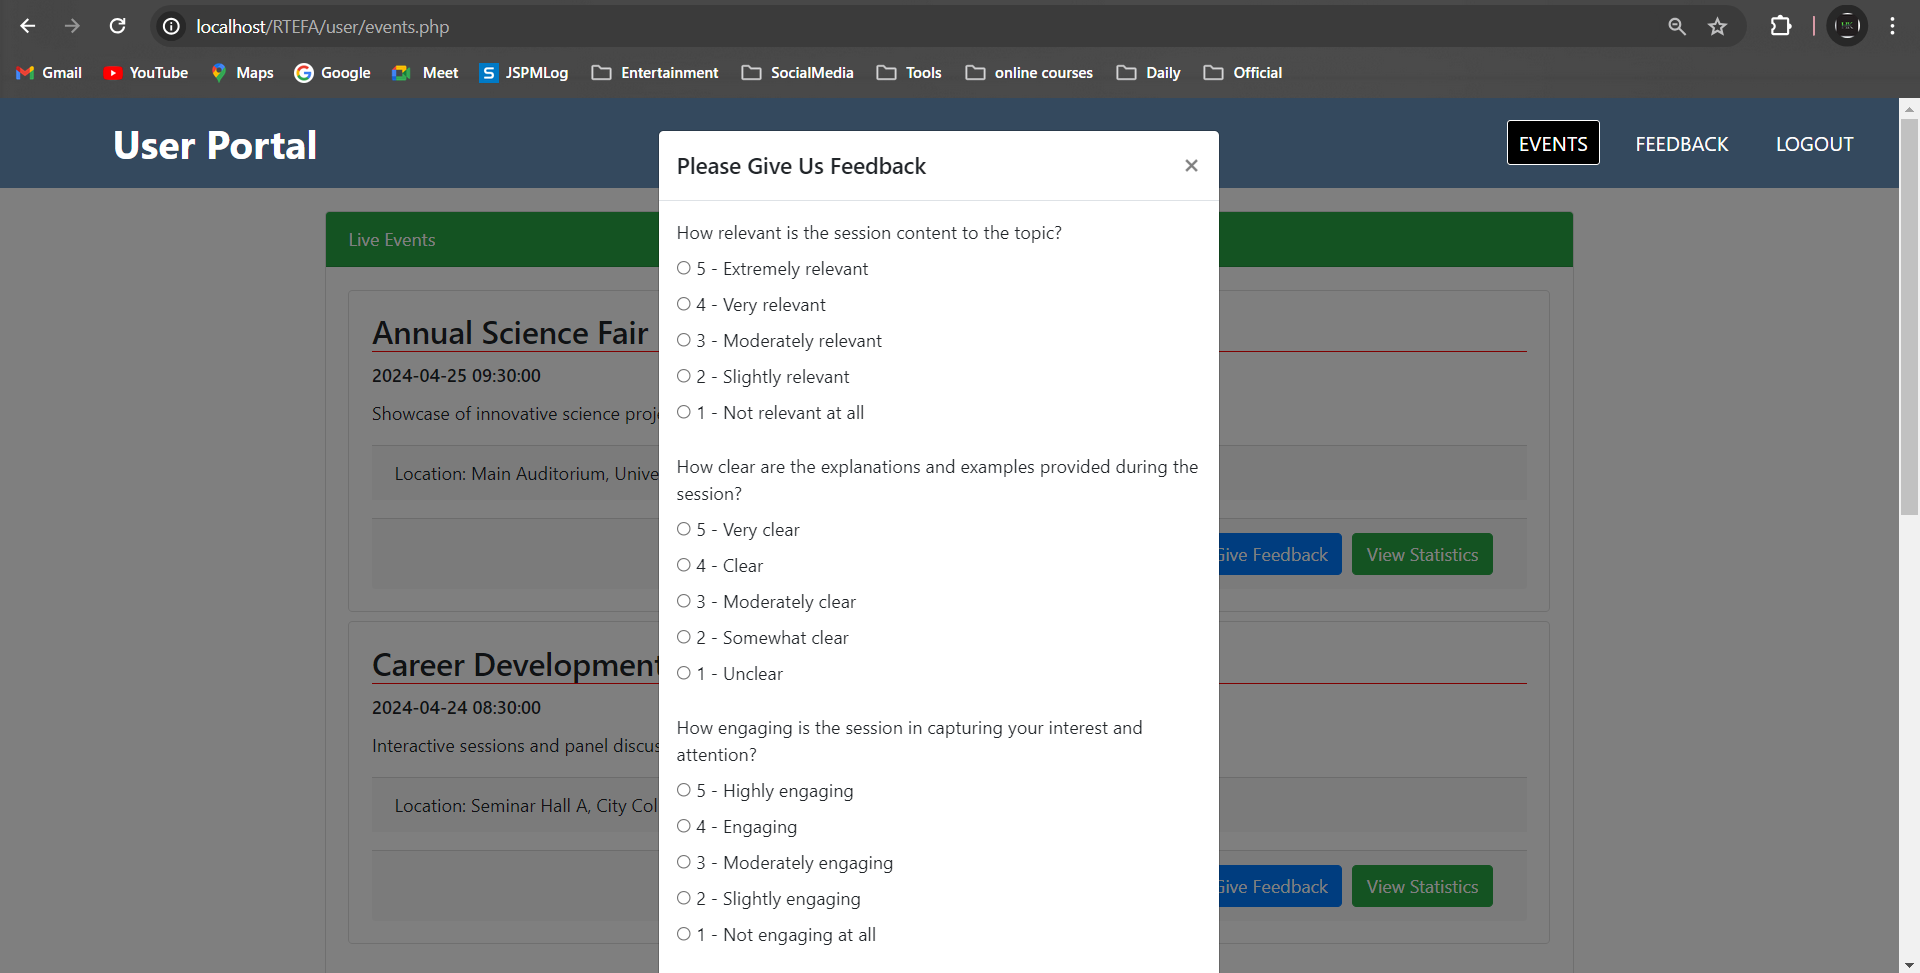 localhost/RTEFA/user/events.php
Gmail YouTube Maps Google Meet JSPMLog Entertainment SocialMedia Tools online courses Daily Official
User Portal
EVENTS FEEDBACK LOGOUT
Please Give Us Feedback ×
How relevant is the session content to the topic?
5 - Extremely relevant
4 - Very relevant
3 - Moderately relevant
2 - Slightly relevant
1 - Not relevant at all
How clear are the explanations and examples provided during the
session?
5 - Very clear
4 - Clear
3 - Moderately clear
2 - Somewhat clear
1 - Unclear
How engaging is the session in capturing your interest and
attention?
5 - Highly engaging
4 - Engaging
3 - Moderately engaging
2 - Slightly engaging
1 - Not engaging at all
Live Events
Annual Science Fair
2024-04-25 09:30:00
Showcase of innovative science
Location: Main Auditorium,
Give Feedback View Statistics
Career Development
2024-04-24 08:30:00
Interactive sessions and panel
Location: Seminar Hall A, City
Give Feedback View Statistics